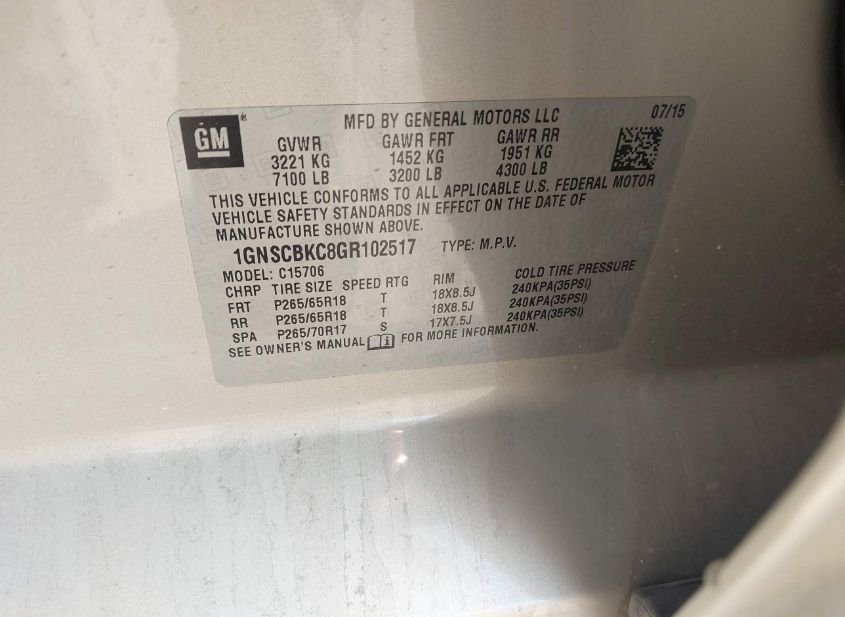 GM
MFD BY GENERAL MOTORS LLC 07/15
GVWR GAWR FRT GAWR RR
3221 KG 1452 KG 1951 KG
7100 LB 3200 LB 4300 LB
THIS VEHICLE CONFORMS TO ALL APPLICABLE U.S. FEDERAL MOTOR
VEHICLE SAFETY STANDARDS IN EFFECT ON THE DATE OF
MANUFACTURE SHOWN ABOVE.
1GNSCBKC8GR102517 TYPE: M.P.V.
MODEL: C15706
CHRP TIRE SIZE SPEED RTG RIM COLD TIRE PRESSURE
FRT P265/65R18 T 18X8.5J 240KPA(35PSI)
RR P265/65R18 T 18X8.5J 240KPA(35PSI)
SPA P265/70R17 S 17X7.5J 240KPA(35PSI)
SEE OWNER'S MANUAL FOR MORE INFORMATION.